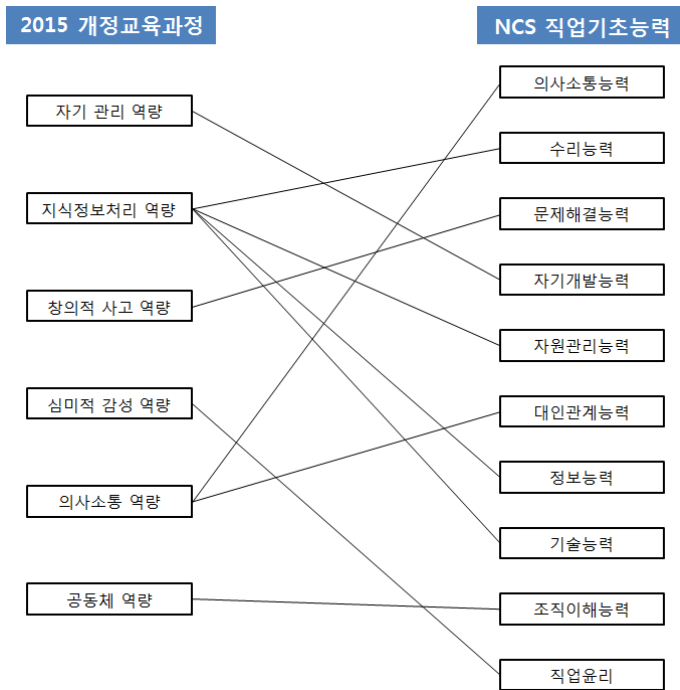 2015 개정교육과정
NCS 직업기초능력
자기 관리 역량
지식정보처리 역량
창의적 사고 역량
심미적 감성 역량
의사소통 역량
공동체 역량
의사소통능력
수리능력
문제해결능력
자기개발능력
자원관리능력
대인관계능력
정보능력
기술능력
조직이해능력
직업윤리